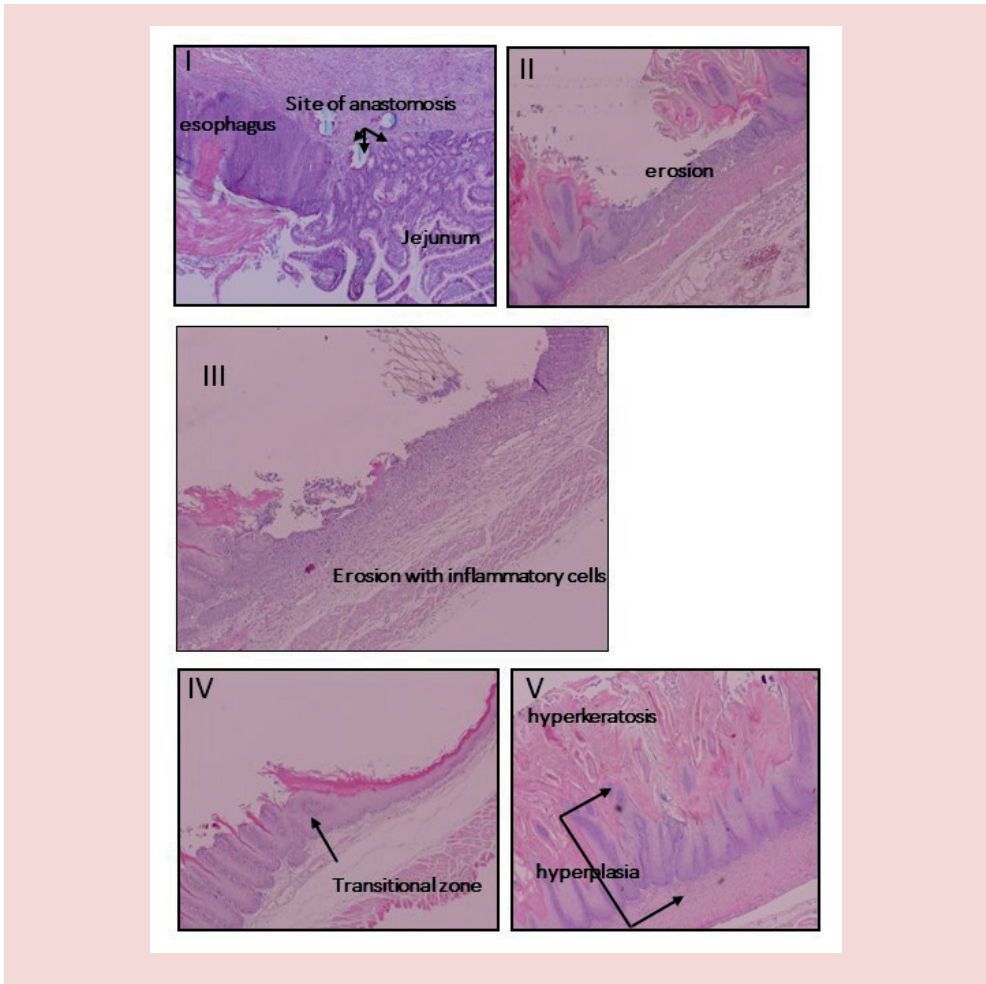 I
Site of anastomosis
esophagus
Jejunum
II
erosion
III
Erosion with inflammatory cells
IV
Transitional zone
V
hyperkeratosis
hyperplasia